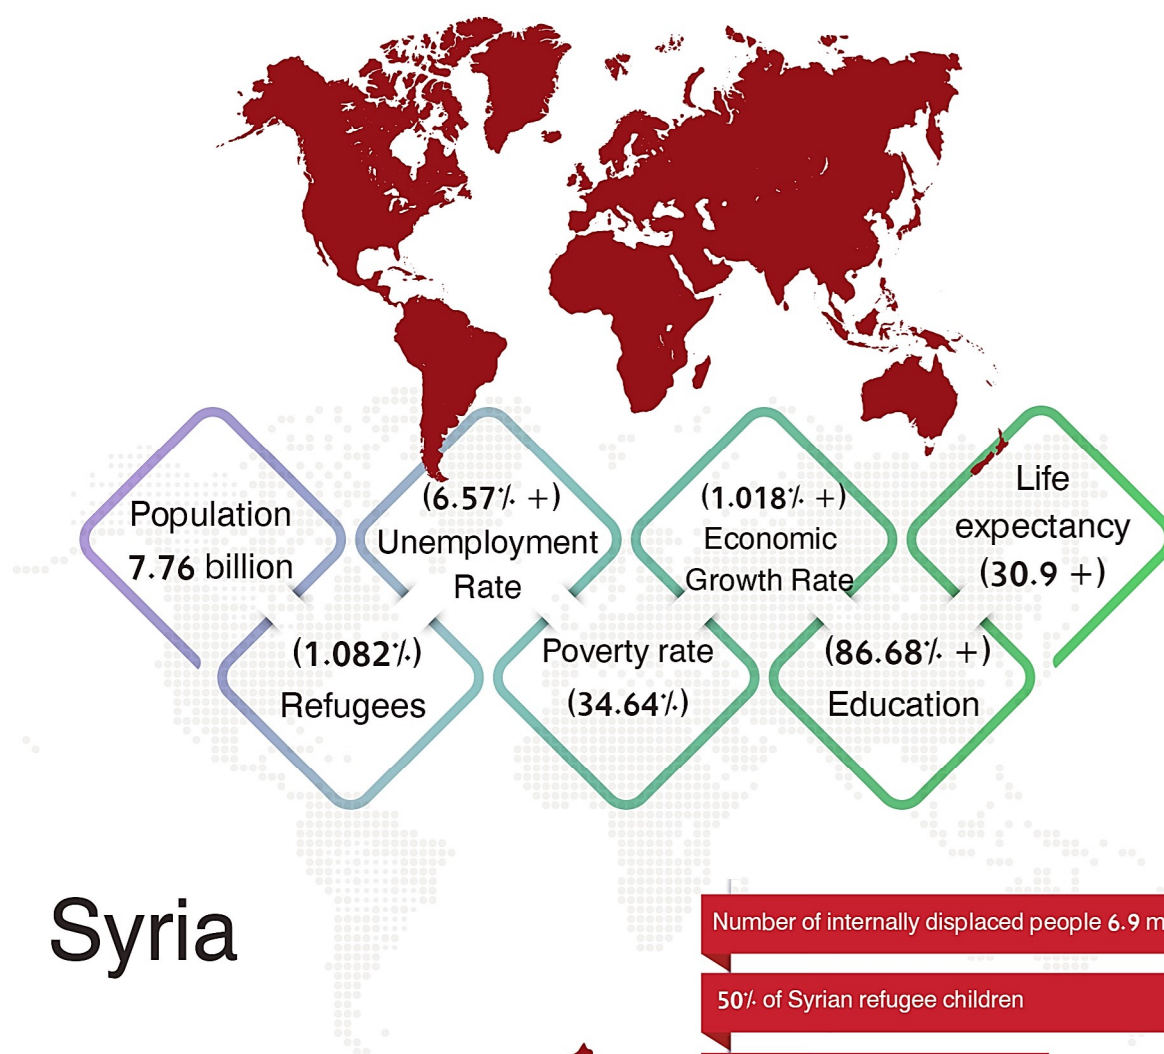 Population
7.76 billion
(6.57٪ +)
Unemployment
Rate
(1.018٪ +)
Economic
Growth Rate
Life
expectancy
(30.9 +)
(1.082٪)
Refugees
Poverty rate
(34.64٪)
(86.68٪ +)
Education
Syria
Number of internally displaced people 6.9 m
50٪ of Syrian refugee children